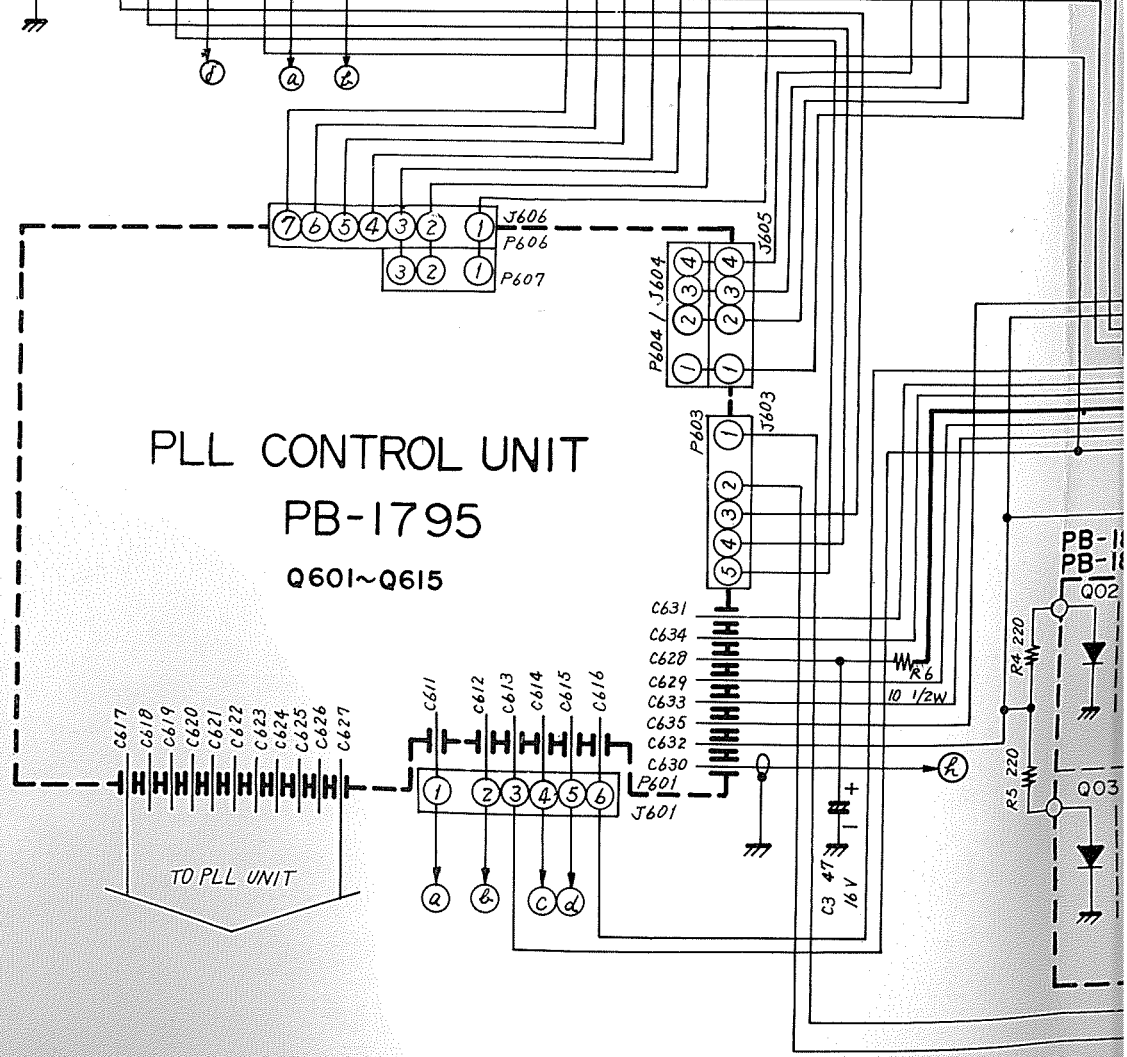 f a b
7 6 5 4 3 2 1 J606
P606
3 2 1 P607
J605
P604 / J604
4 4
3 3
2 2
1 1
P603
J603
1
2
3
4
5
PLL CONTROL UNIT
PB-1795
Q601~Q615
PB-18
PB-18
Q02
R4 220
R5 220
Q03
C631
C634
C628
R6
C629
10 1/2W
C633
C635
C632
C630
h
C617 C618 C619 C620 C621 C622 C623 C624 C625 C626 C627
C611 C612 C613 C614 C615 C616
P601
1 2 3 4 5 6
J601
+
C3 47
16V
TO PLL UNIT
a b c d